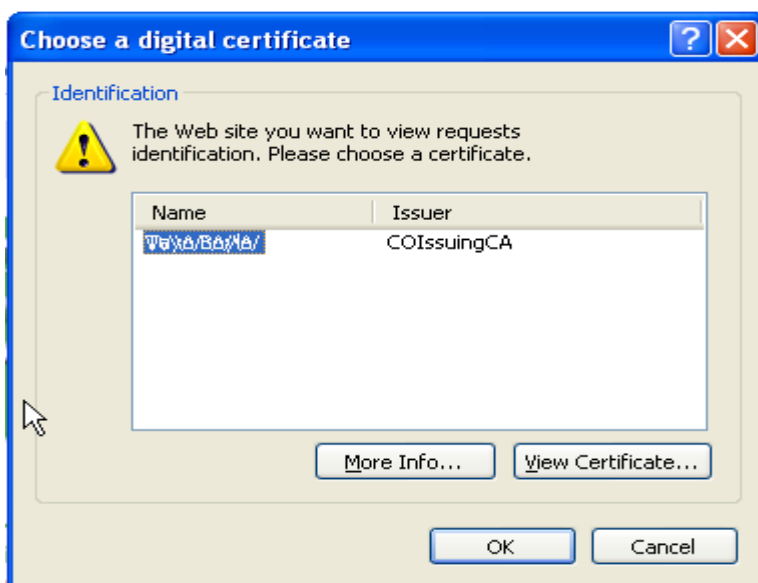 Choose a digital certificate
?
Identification
The Web site you want to view requests
identification. Please choose a certificate.
Name Issuer
COIssuingCA
More Info... View Certificate...
OK Cancel